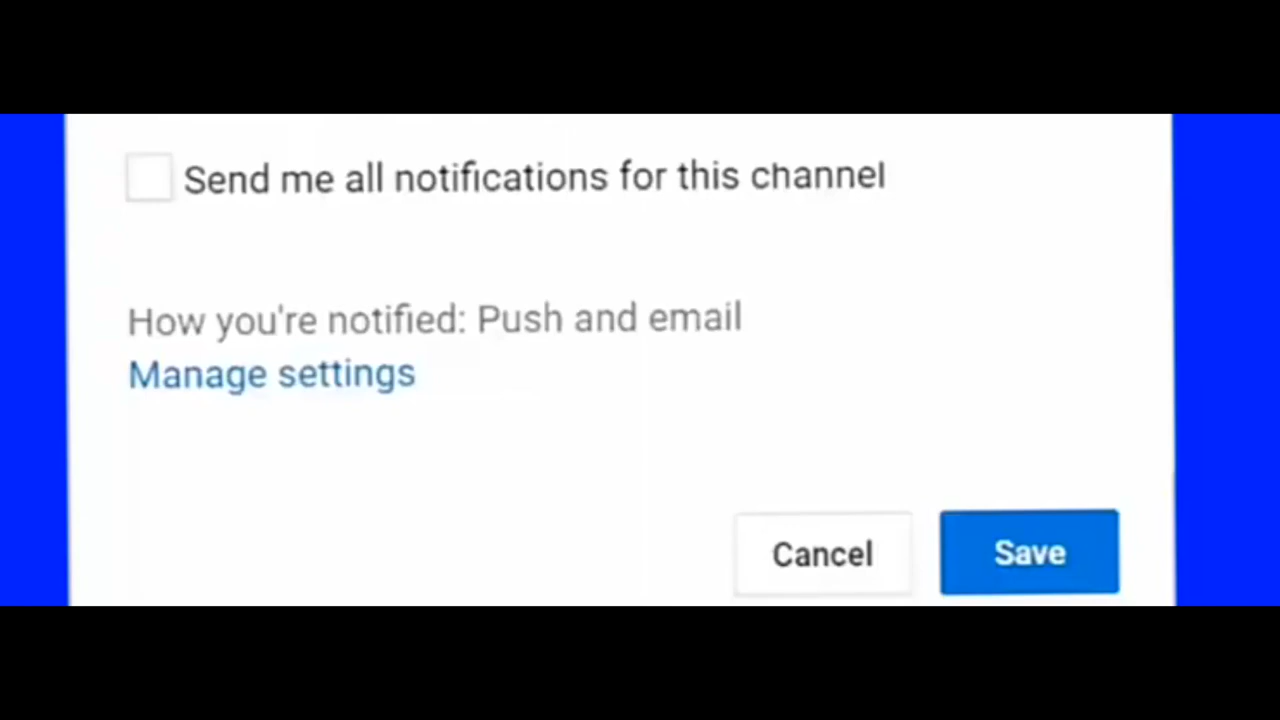 Send me all notifications for this channel
How you're notified: Push and email
Manage settings
Cancel
Save